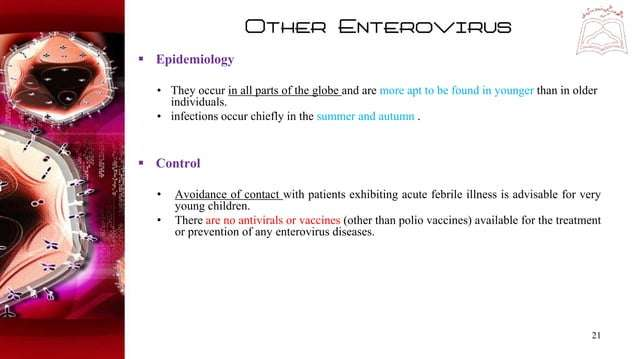 OTHER ENTEROVIRUS
▪ Epidemiology
• They occur in all parts of the globe and are more apt to be found in younger than in older
individuals.
• infections occur chiefly in the summer and autumn .
▪ Control
• Avoidance of contact with patients exhibiting acute febrile illness is advisable for very
young children.
• There are no antivirals or vaccines (other than polio vaccines) available for the treatment
or prevention of any enterovirus diseases.
21